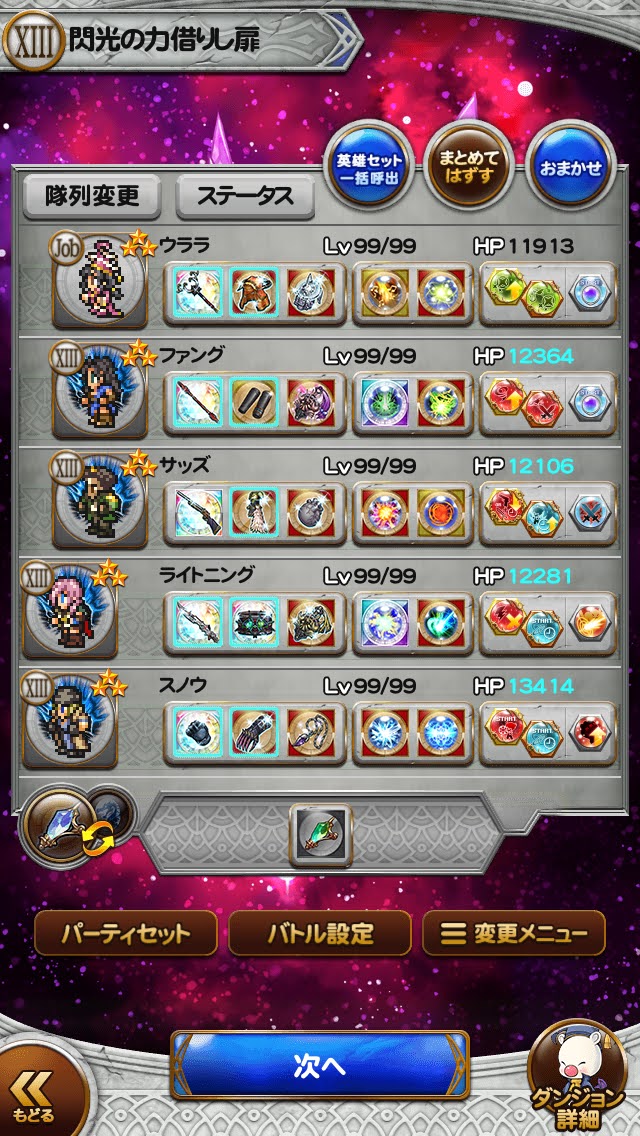 XIII 閃光の力借りし扉
英雄セット
一括呼出
まとめて
はずす
おまかせ
隊列変更
ステータス
Job ウララ Lv99/99 HP11913
XIII ファング Lv99/99 HP12364
XIII サッズ Lv99/99 HP12106
XIII ライトニング Lv99/99 HP12281
START
XIII スノウ Lv99/99 HP13414
START START
パーティセット
バトル設定
変更メニュー
次へ
もどる
ダンジョン
詳細